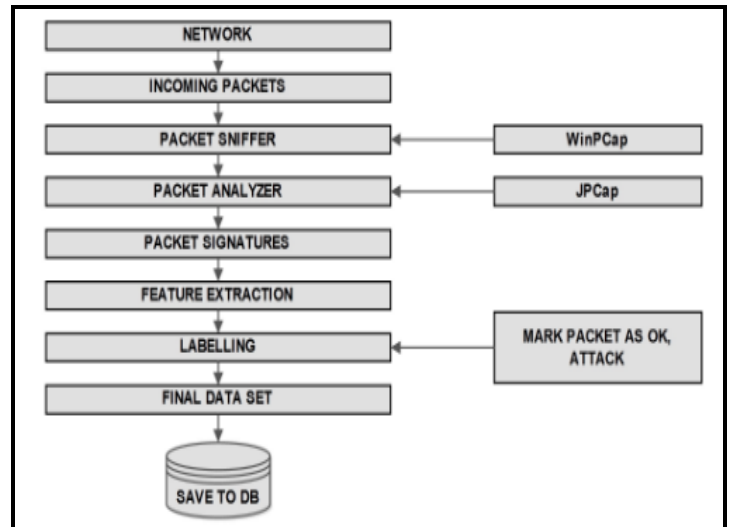 NETWORK
INCOMING PACKETS
PACKET SNIFFER
WinPCap
PACKET ANALYZER
JPCap
PACKET SIGNATURES
FEATURE EXTRACTION
LABELLING
MARK PACKET AS OK,
ATTACK
FINAL DATA SET
SAVE TO DB